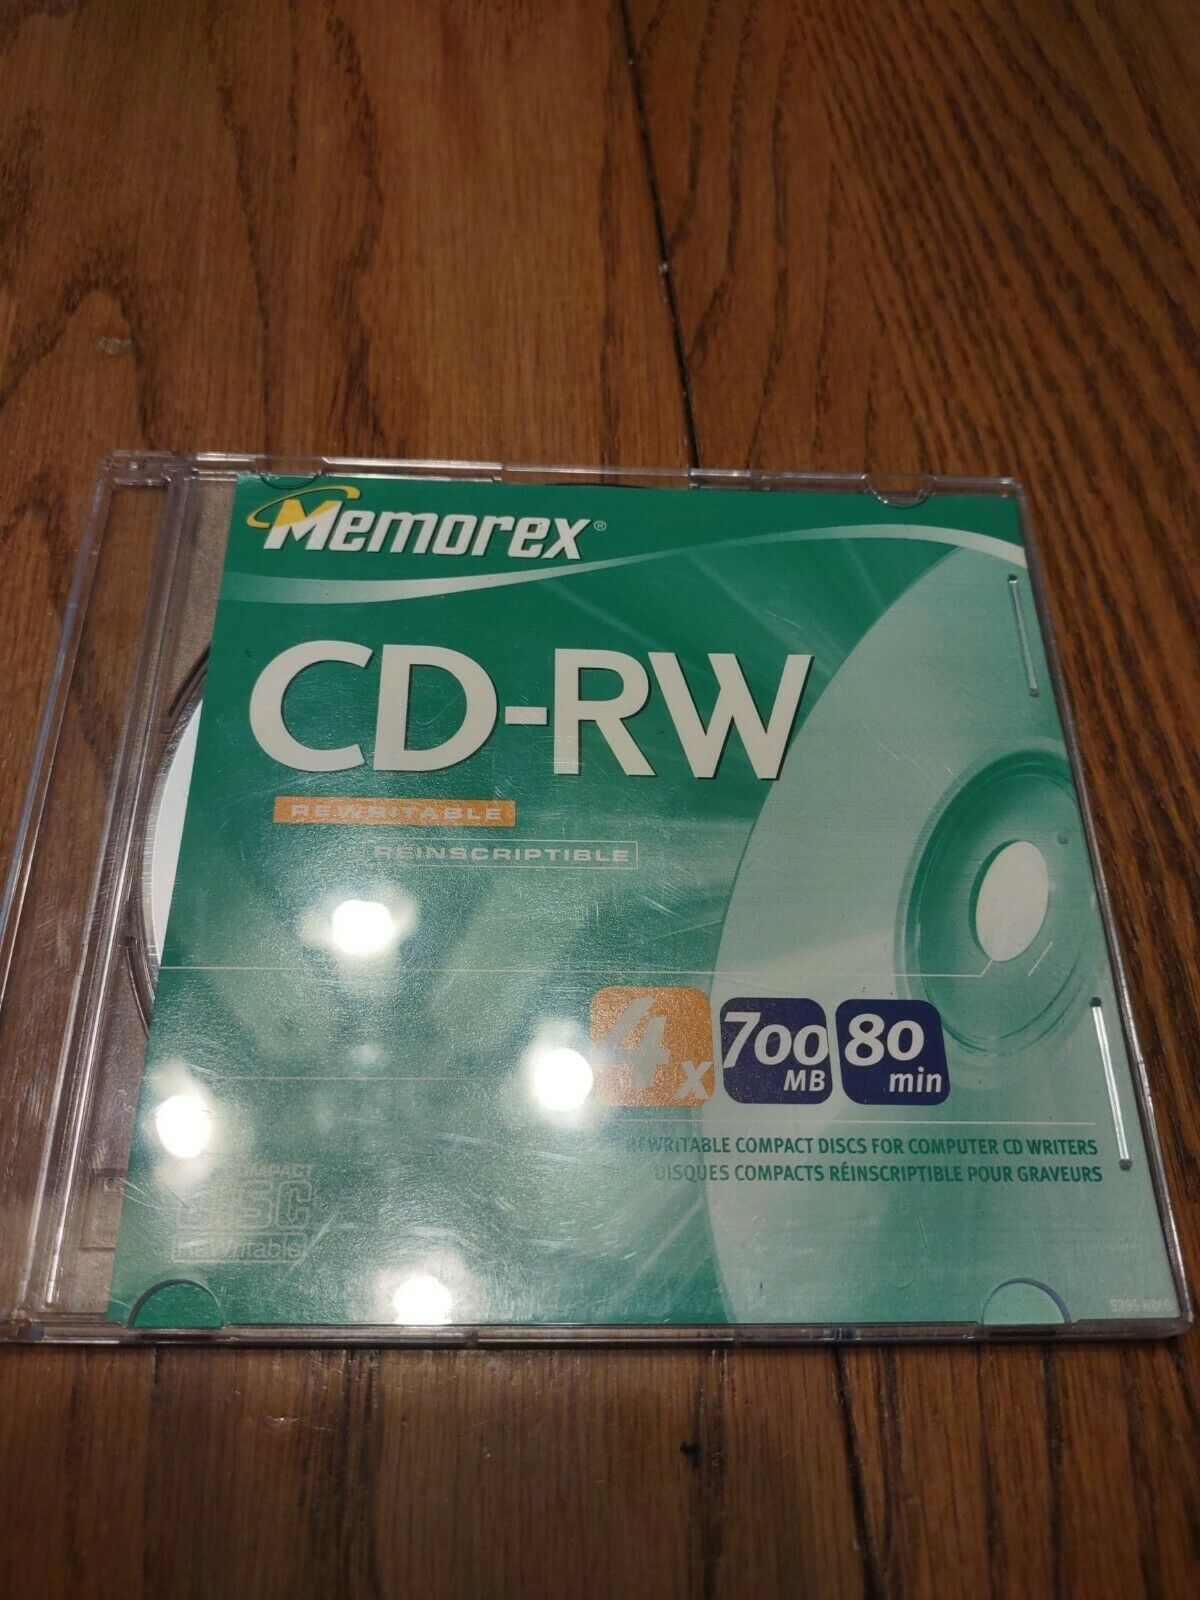 Memorex®
CD-RW
REWRITABLE
REINSCRIPTIBLE
4x
700
MB
80
min
REWRITABLE COMPACT DISCS FOR COMPUTER CD WRITERS
DISQUES COMPACTS RÉINSCRIPTIBLE POUR GRAVEURS
COMPACT
disc
ReWritable